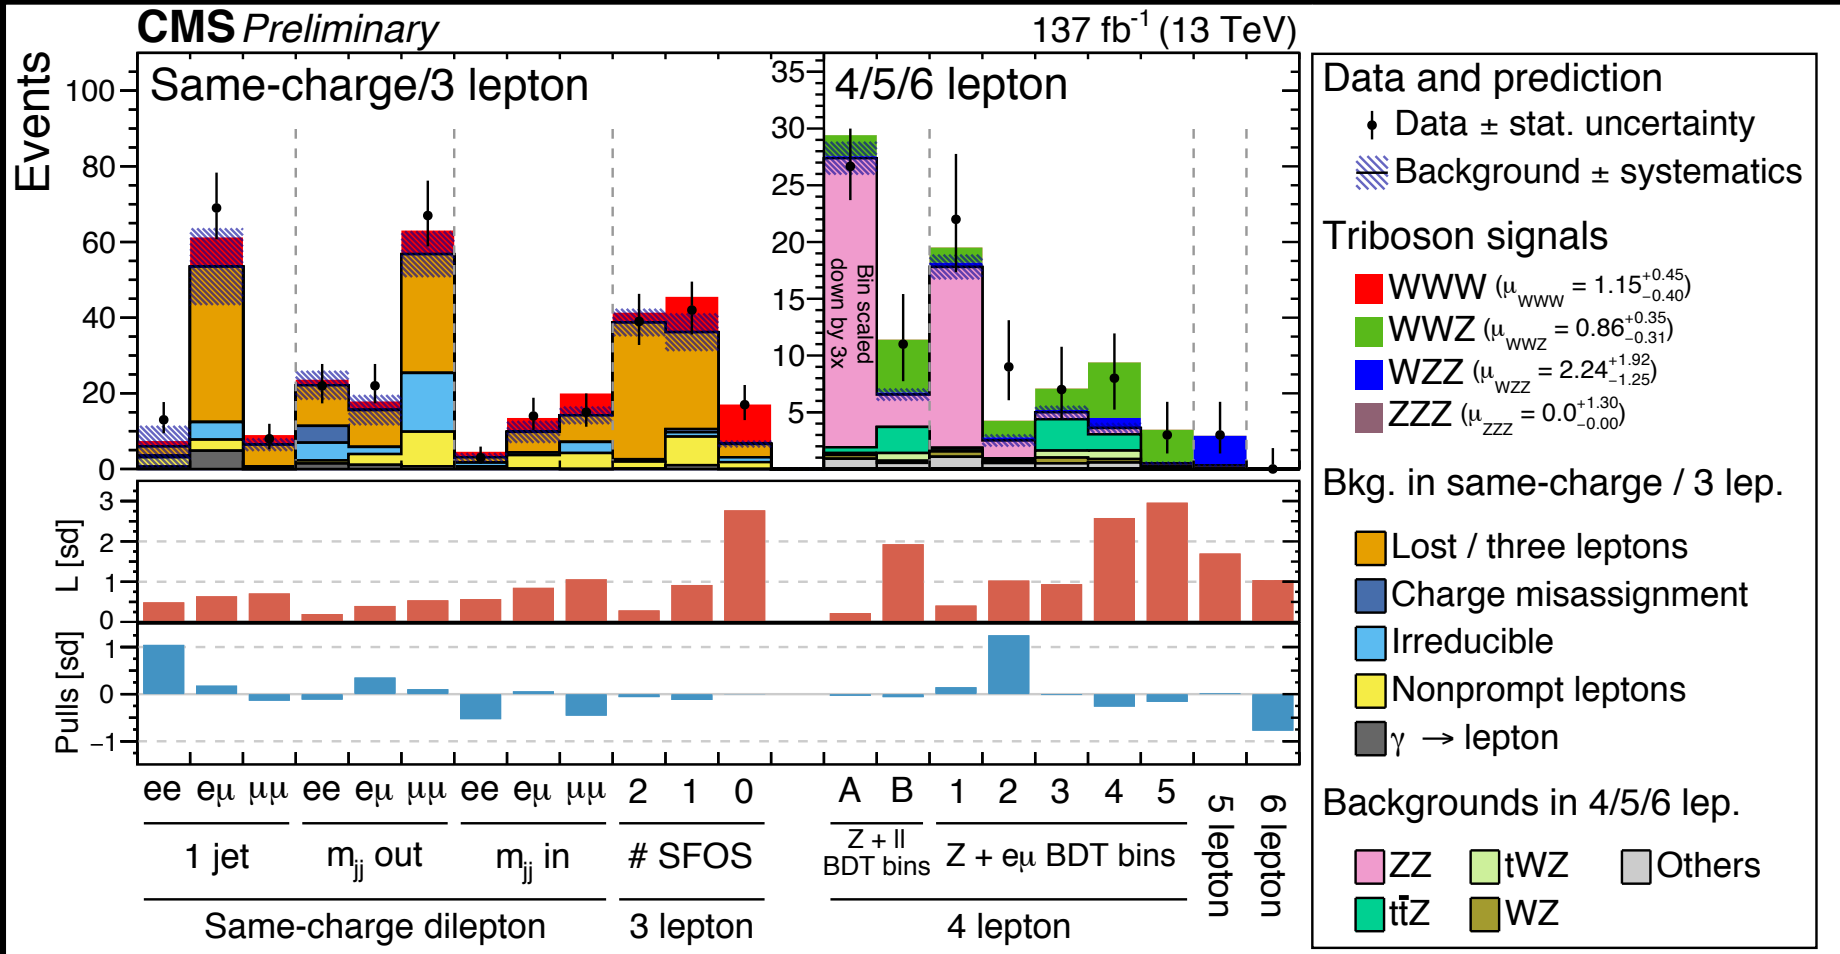 CMS Preliminary
137 fb⁻¹ (13 TeV)
Events
Same-charge/3 lepton
4/5/6 lepton
100
80
60
40
20
0
35
30
25
20
15
10
5
Bin scaled
down by 3x
L [sd]
3
2
1
0
Pulls [sd]
1
0
−1
ee eμ μμ ee eμ μμ ee eμ μμ 2 1 0 A B 1 2 3 4 5 5 lepton 6 lepton
1 jet
m_jj out
m_jj in
# SFOS
Z + ll
BDT bins
Z + eμ BDT bins
Same-charge dilepton
3 lepton
4 lepton
Data and prediction
Data ± stat. uncertainty
Background ± systematics
Triboson signals
WWW (μ_WWW = 1.15 +0.45 −0.40)
WWZ (μ_WWZ = 0.86 +0.35 −0.31)
WZZ (μ_WZZ = 2.24 +1.92 −1.25)
ZZZ (μ_ZZZ = 0.0 +1.30 −0.00)
Bkg. in same-charge / 3 lep.
Lost / three leptons
Charge misassignment
Irreducible
Nonprompt leptons
γ → lepton
Backgrounds in 4/5/6 lep.
ZZ tWZ Others
tt̄Z WZ